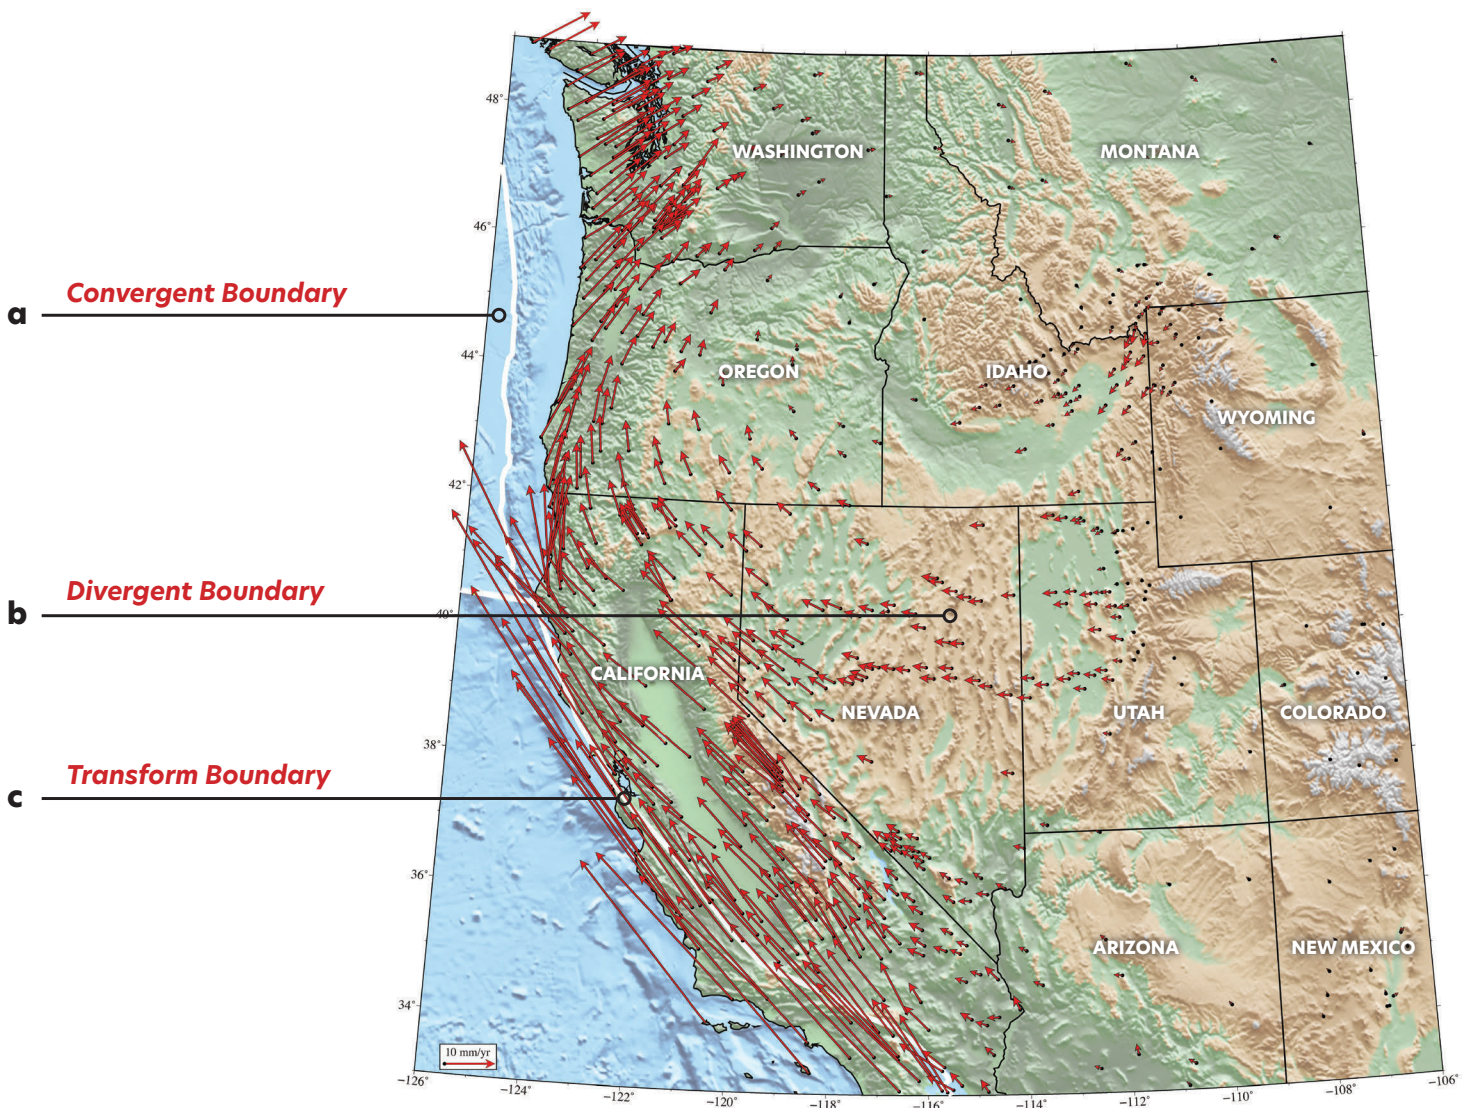 WASHINGTON
MONTANA
48°
46°
a
Convergent Boundary
44°
OREGON
IDAHO
WYOMING
42°
b
Divergent Boundary
40°
CALIFORNIA
NEVADA
UTAH
COLORADO
38°
c
Transform Boundary
36°
ARIZONA
NEW MEXICO
34°
10 mm/yr
−126°
−124°
−122°
−120°
−118°
−116°
−114°
−112°
−110°
−108°
−106°